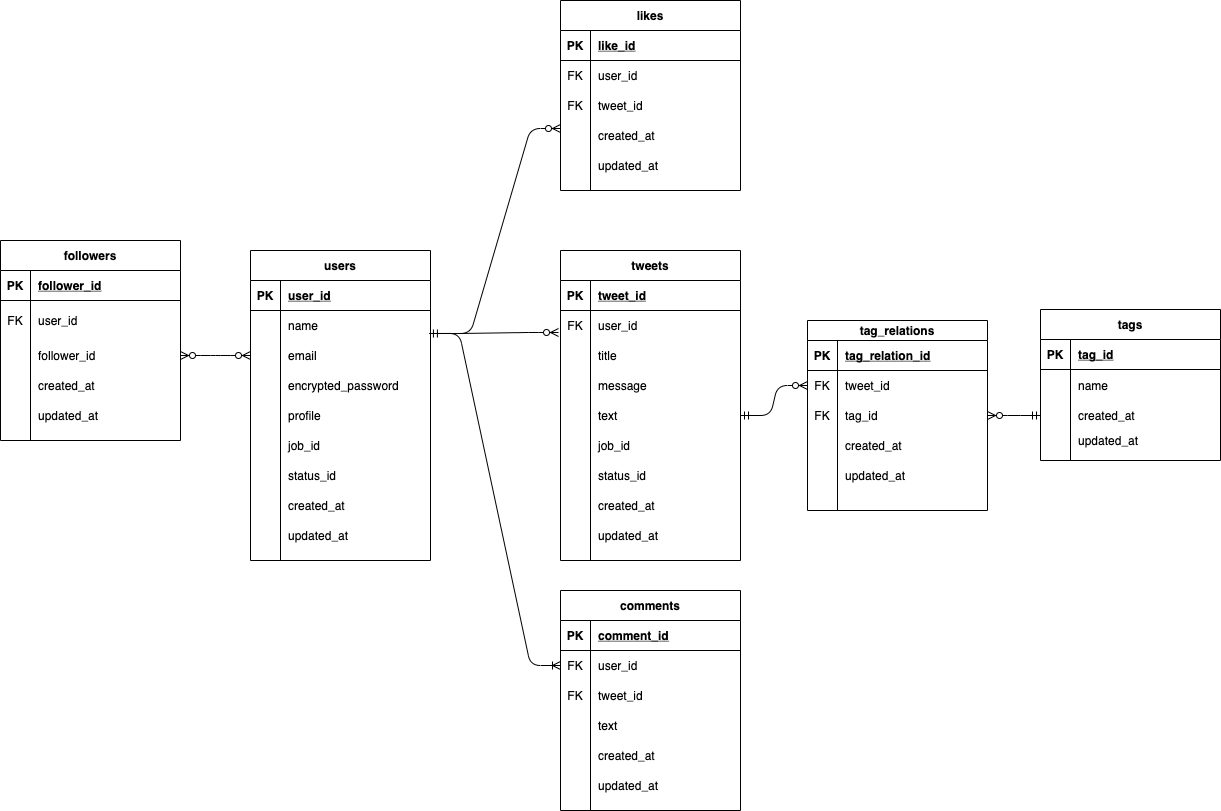 likes
PK like_id
FK user_id
FK tweet_id
created_at
updated_at
followers
PK follower_id
FK user_id
follower_id
created_at
updated_at
users
PK user_id
name
email
encrypted_password
profile
job_id
status_id
created_at
updated_at
tweets
PK tweet_id
FK user_id
title
message
text
job_id
status_id
created_at
updated_at
tag_relations
PK tag_relation_id
FK tweet_id
FK tag_id
created_at
updated_at
tags
PK tag_id
name
created_at
updated_at
comments
PK comment_id
FK user_id
FK tweet_id
text
created_at
updated_at